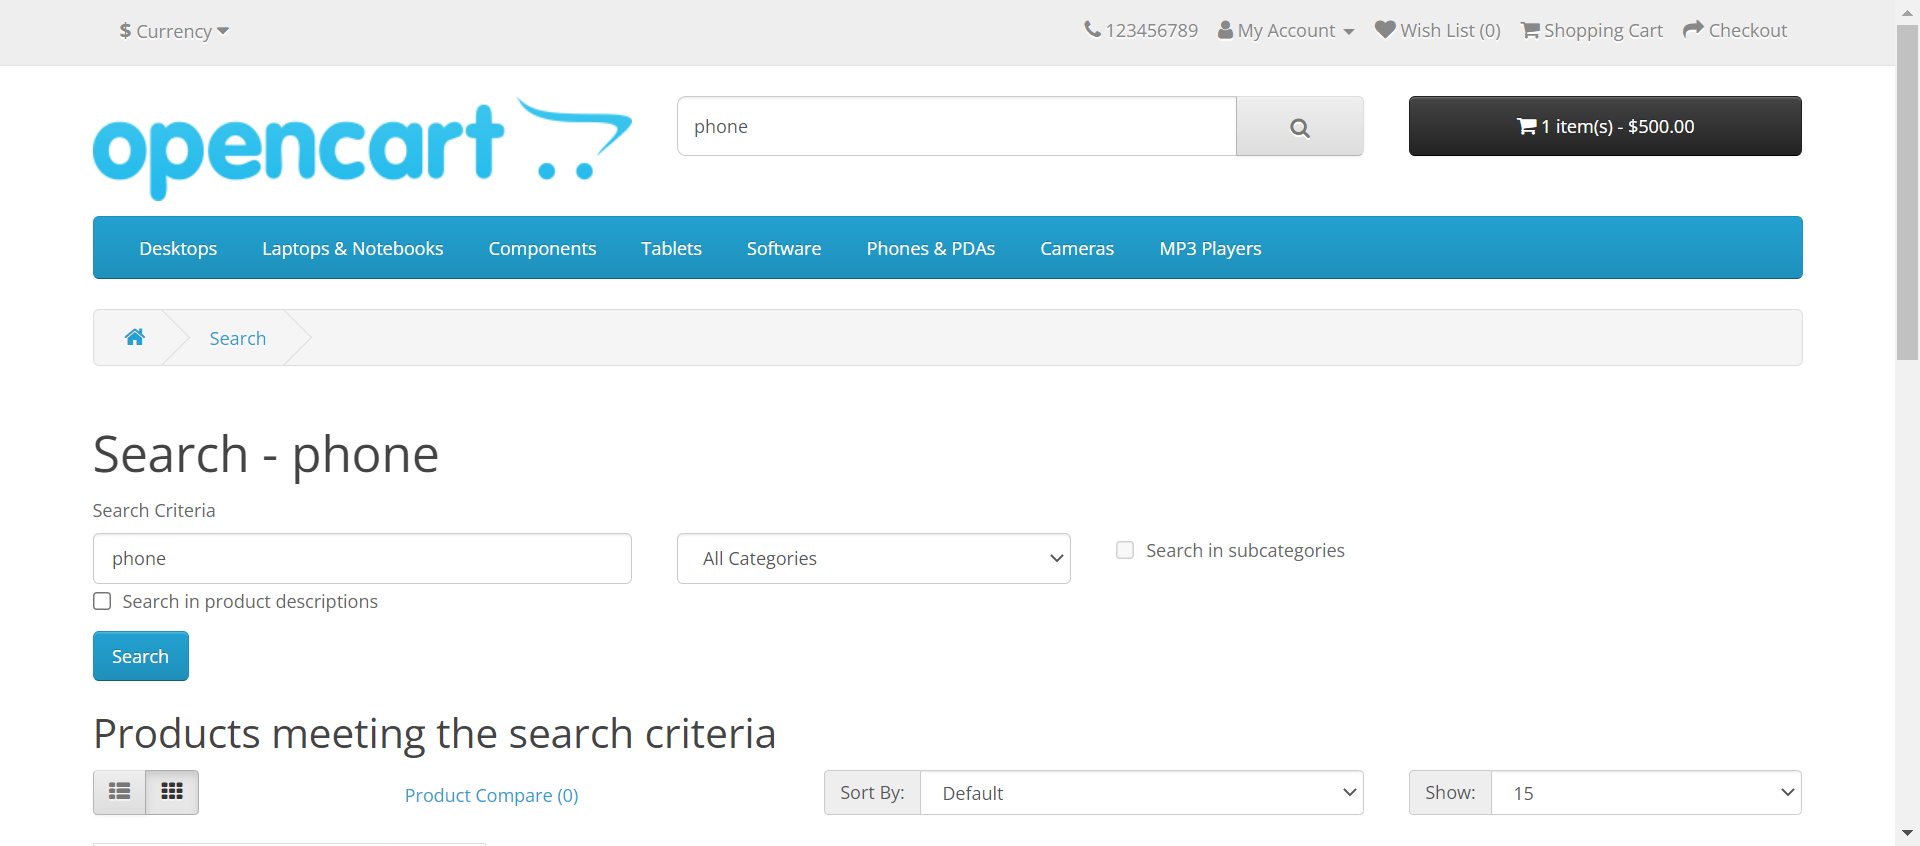 $ Currency
123456789 My Account Wish List (0) Shopping Cart Checkout
opencart
phone
1 item(s) - $500.00
Desktops Laptops & Notebooks Components Tablets Software Phones & PDAs Cameras MP3 Players
Search
Search - phone
Search Criteria
phone
All Categories
Search in subcategories
Search in product descriptions
Search
Products meeting the search criteria
Product Compare (0)
Sort By: Default
Show: 15